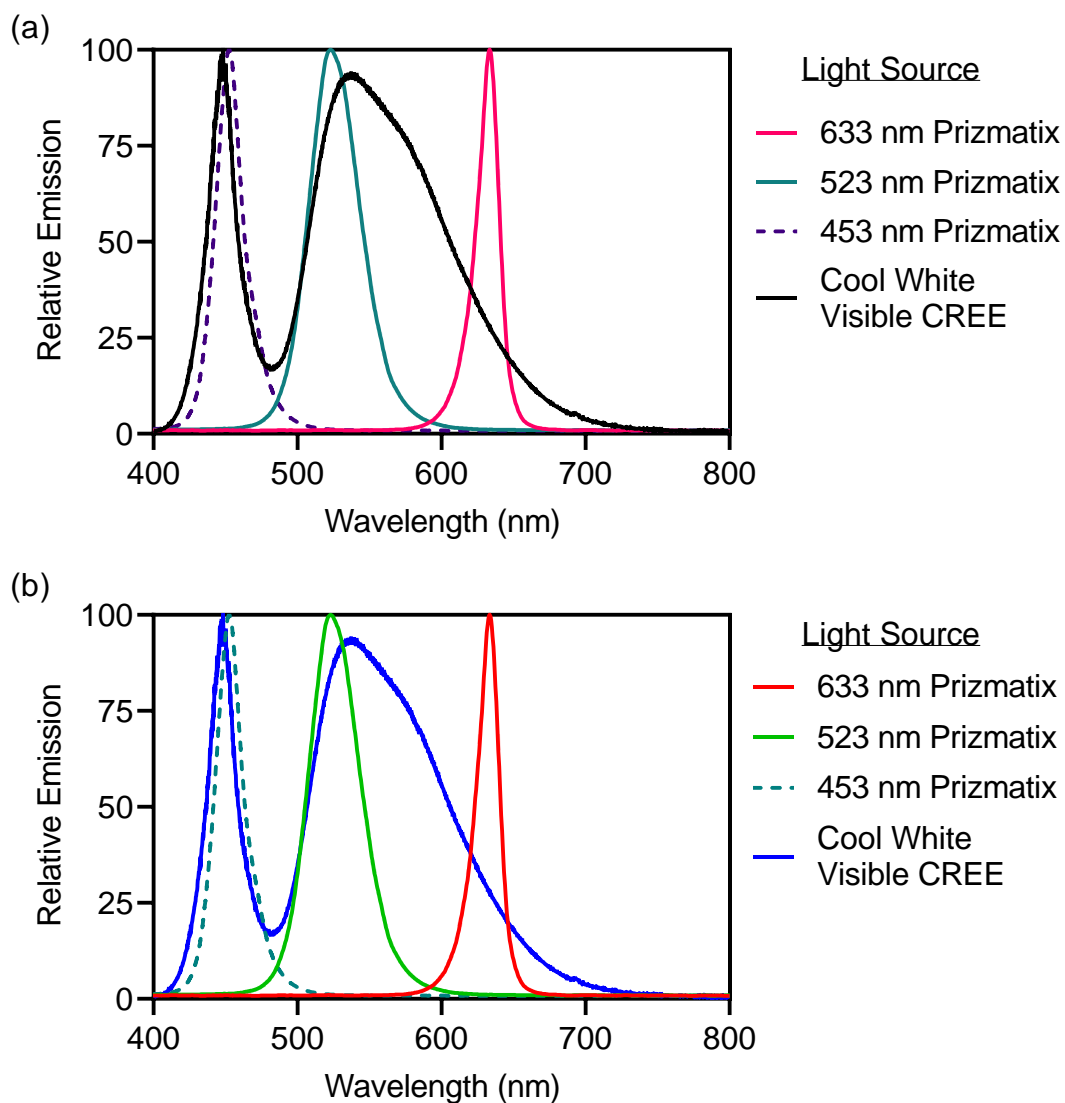 (a)
100
75
50
25
0
400 500 600 700 800
Relative Emission
Wavelength (nm)
Light Source
633 nm Prizmatix
523 nm Prizmatix
453 nm Prizmatix
Cool White
Visible CREE
(b)
100
75
50
25
0
400 500 600 700 800
Relative Emission
Wavelength (nm)
Light Source
633 nm Prizmatix
523 nm Prizmatix
453 nm Prizmatix
Cool White
Visible CREE